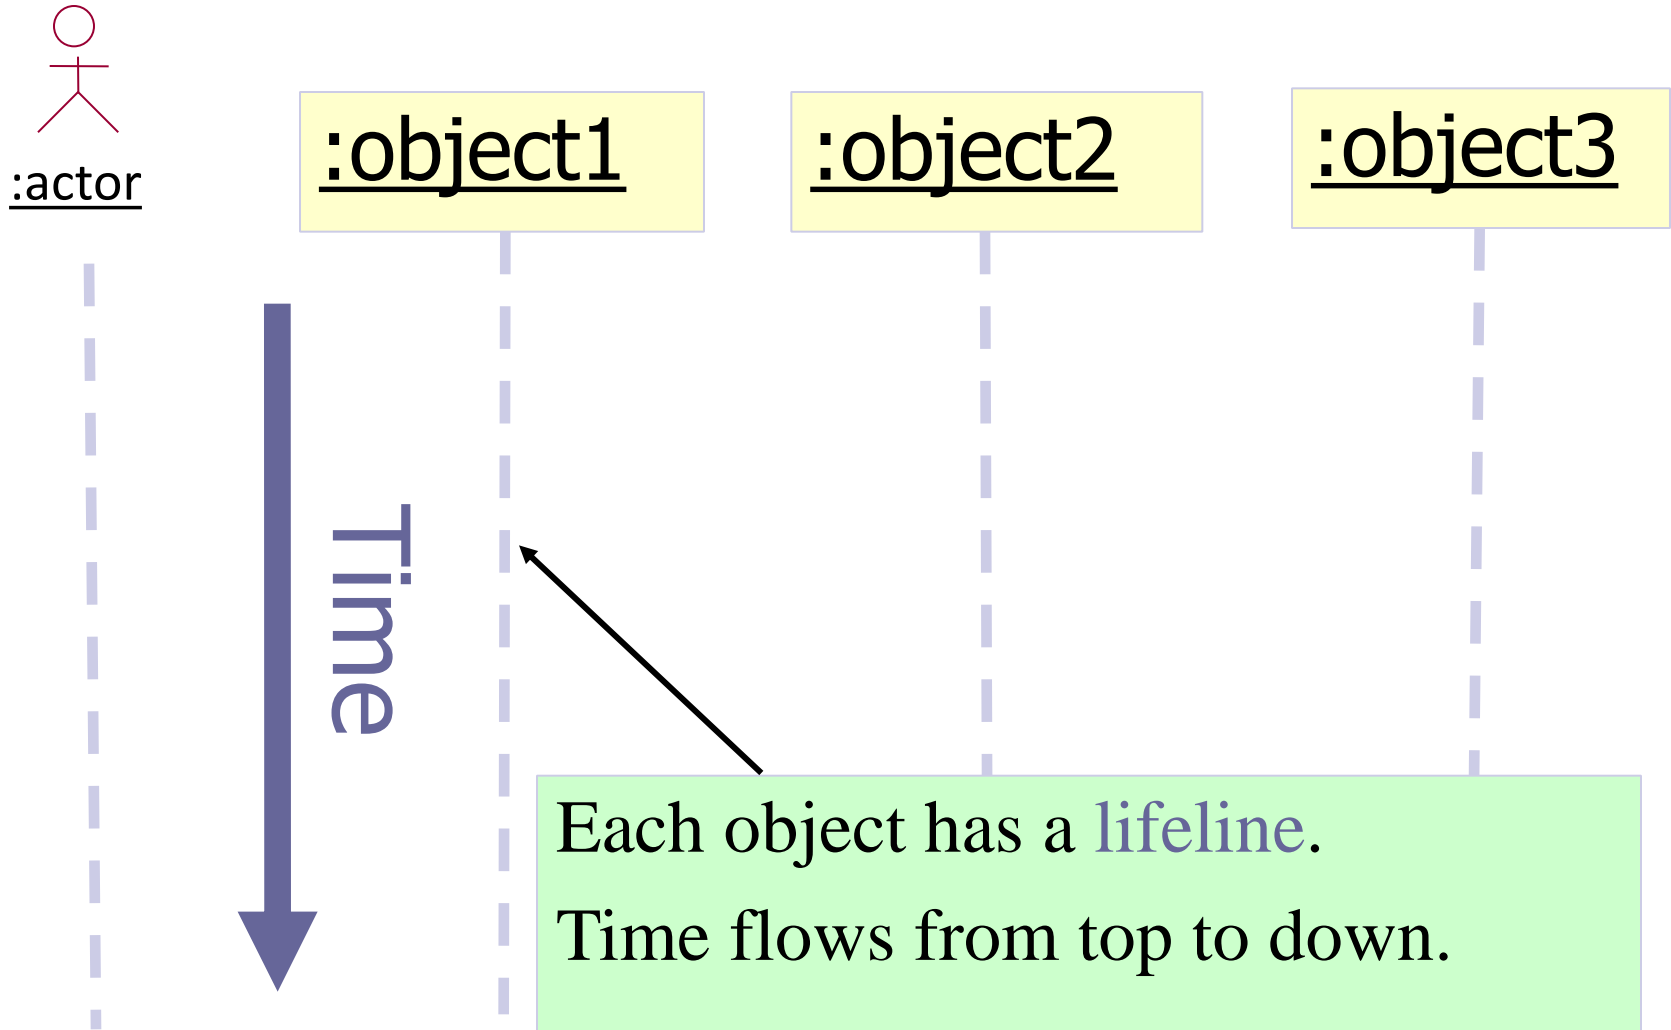 :actor
:object1
:object2
:object3
Time
Each object has a lifeline.
Time flows from top to down.